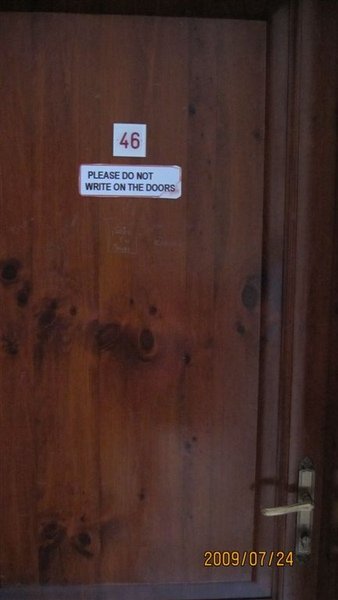 46
PLEASE DO NOT
WRITE ON THE DOORS
2009/07/24